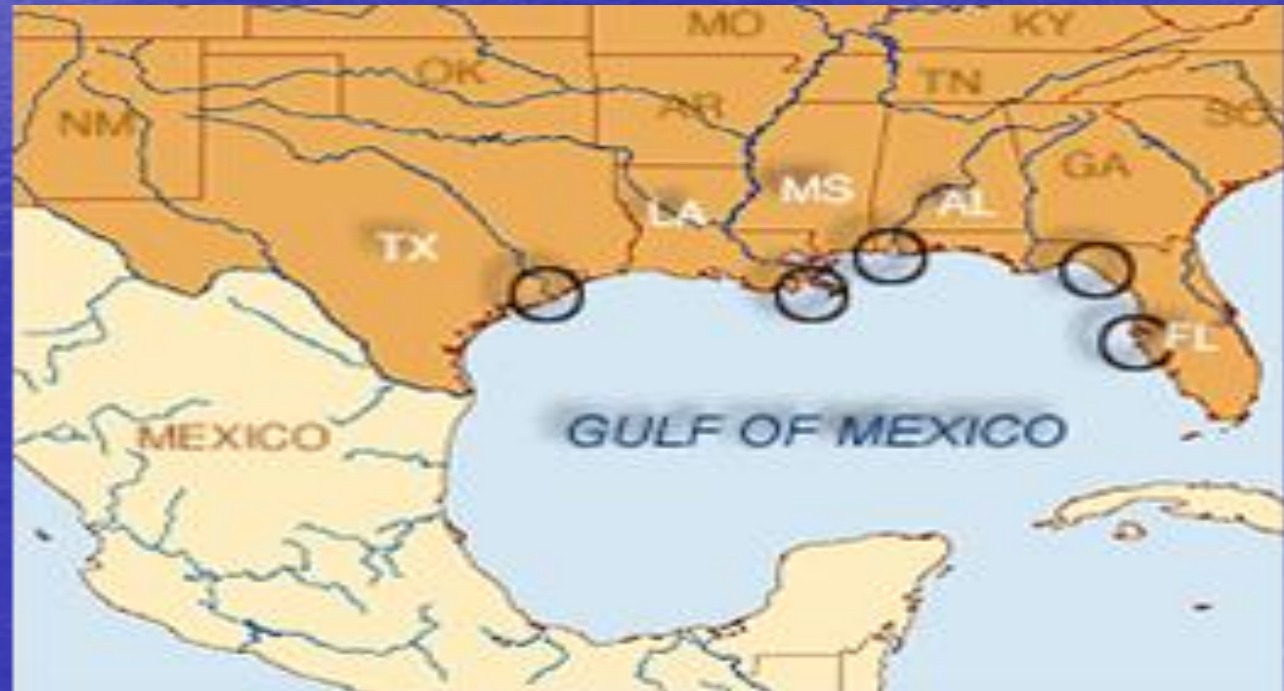 MO
KY
OK
TN
AR
NM
SC
GA
MS
AL
LA
TX
FL
GULF OF MEXICO
MEXICO